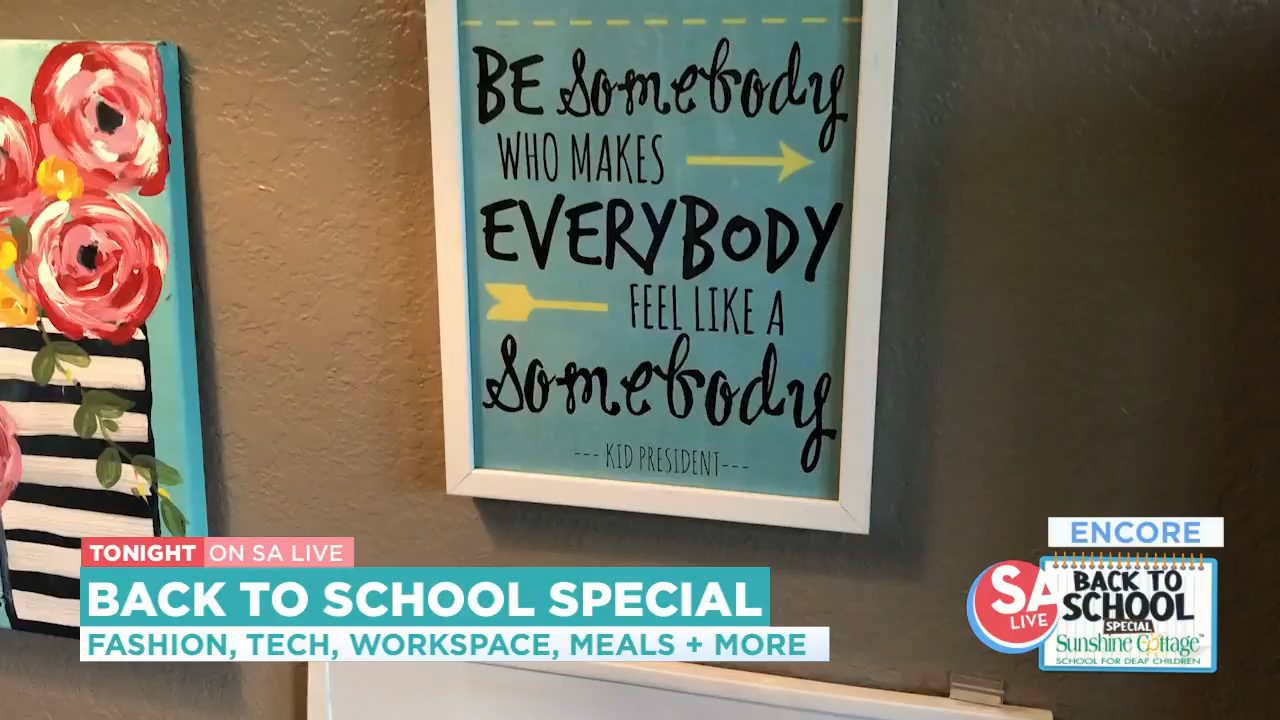 BE somebody
WHO MAKES
EVERYBODY
FEEL LIKE A
somebody
--- KID PRESIDENT---
TONIGHT ON SA LIVE
BACK TO SCHOOL SPECIAL
FASHION, TECH, WORKSPACE, MEALS + MORE
ENCORE
SA
LIVE
BACK TO
SCHOOL
SPECIAL
Sunshine Cottage™
SCHOOL FOR DEAF CHILDREN